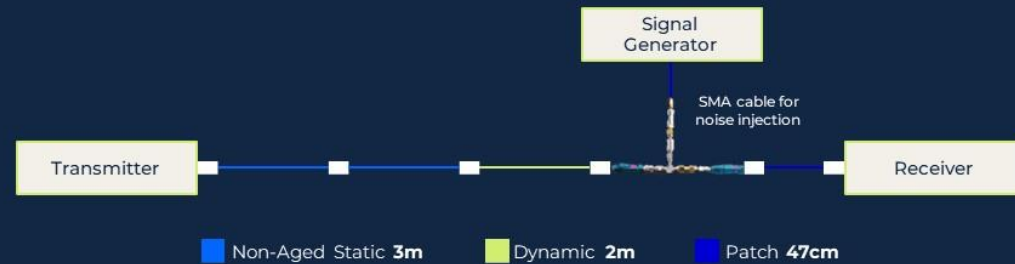 Signal
Generator
SMA cable for
noise injection
Transmitter
Receiver
Non-Aged Static 3m
Dynamic 2m
Patch 47cm